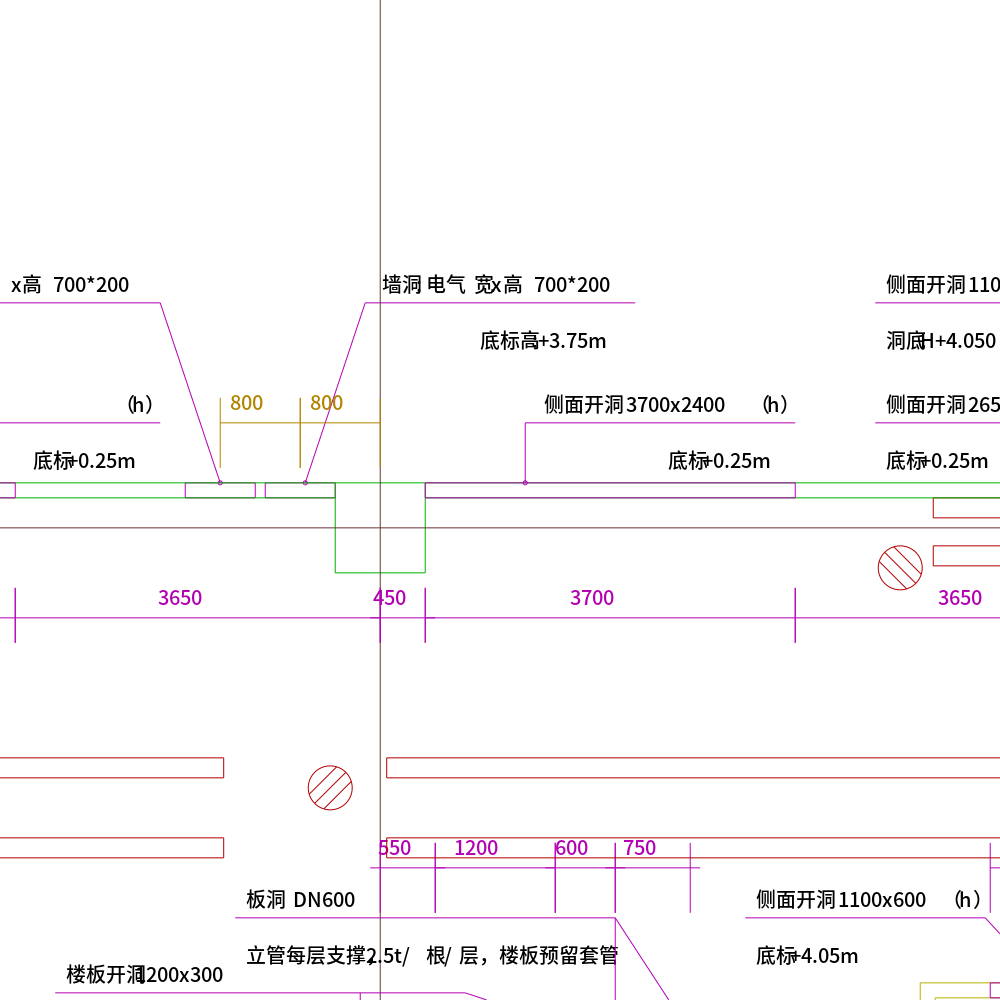 x高 700*200
墙洞 电气 宽x高 700*200
侧面开洞110
底标高+3.75m
洞底H+4.050
(h)
800
800
侧面开洞3700x2400 (h)
侧面开洞265
底标+0.25m
底标+0.25m
底标+0.25m
3650
450
3700
3650
550
1200
600
750
板洞 DN600
侧面开洞1100x600 (h)
立管每层支撑2.5t/ 根/ 层，楼板预留套管
底标+4.05m
楼板开洞1200x300